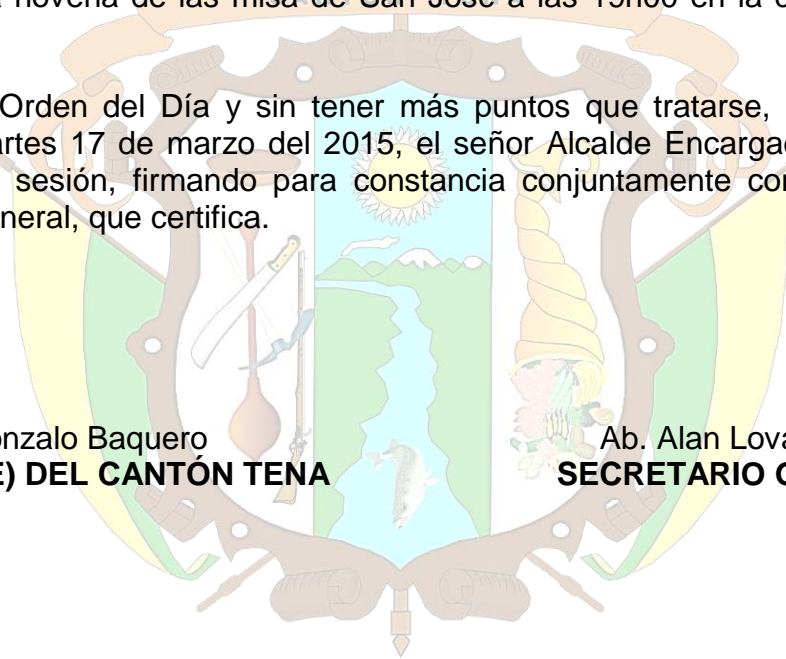 novena de las misa de San José a las 19h00 en la
Orden del Día y sin tener más puntos que tratarse,
artes 17 de marzo del 2015, el señor Alcalde Encargad
sesión, firmando para constancia conjuntamente con
neral, que certifica.
onzalo Baquero Ab. Alan Lova
E) DEL CANTÓN TENA SECRETARIO G